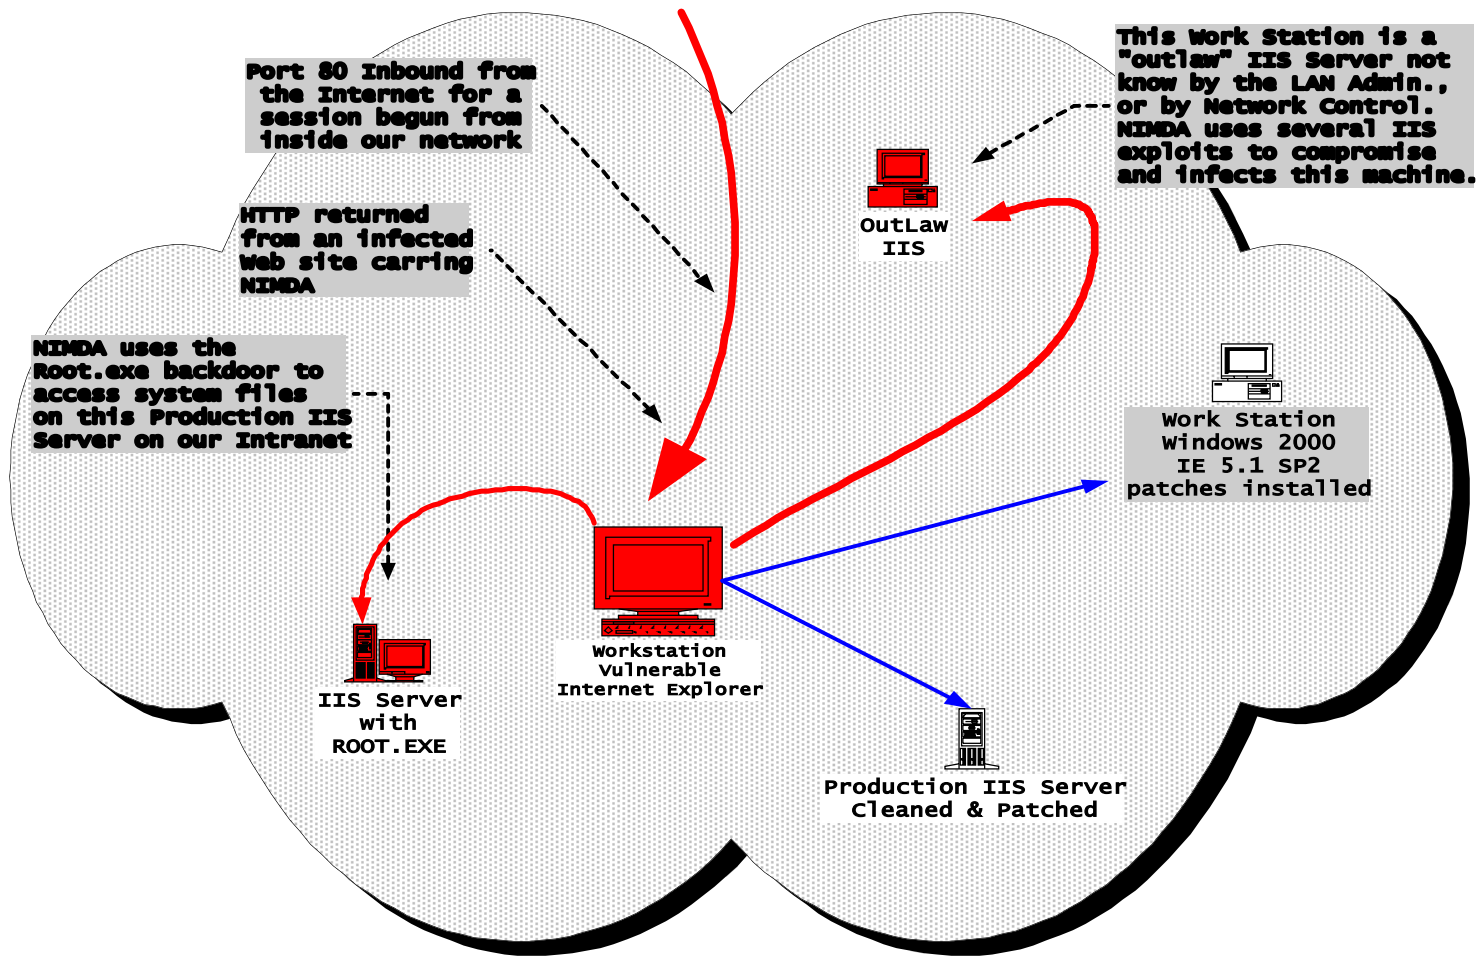 Port 80 Inbound from
the Internet for a
session begun from
inside our network
This Work Station is a
"outlaw" IIS Server not
know by the LAN Admin.,
or by Network Control.
NIMDA uses several IIS
exploits to compromise
and infects this machine.
HTTP returned
from an infected
Web site carring
NIMDA
OutLaw
IIS
NIMDA uses the
Root.exe backdoor to
access system files
on this Production IIS
Server on our Intranet
Work Station
Windows 2000
IE 5.1 SP2
patches installed
Workstation
Vulnerable
Internet Explorer
IIS Server
with
ROOT.EXE
Production IIS Server
Cleaned & Patched